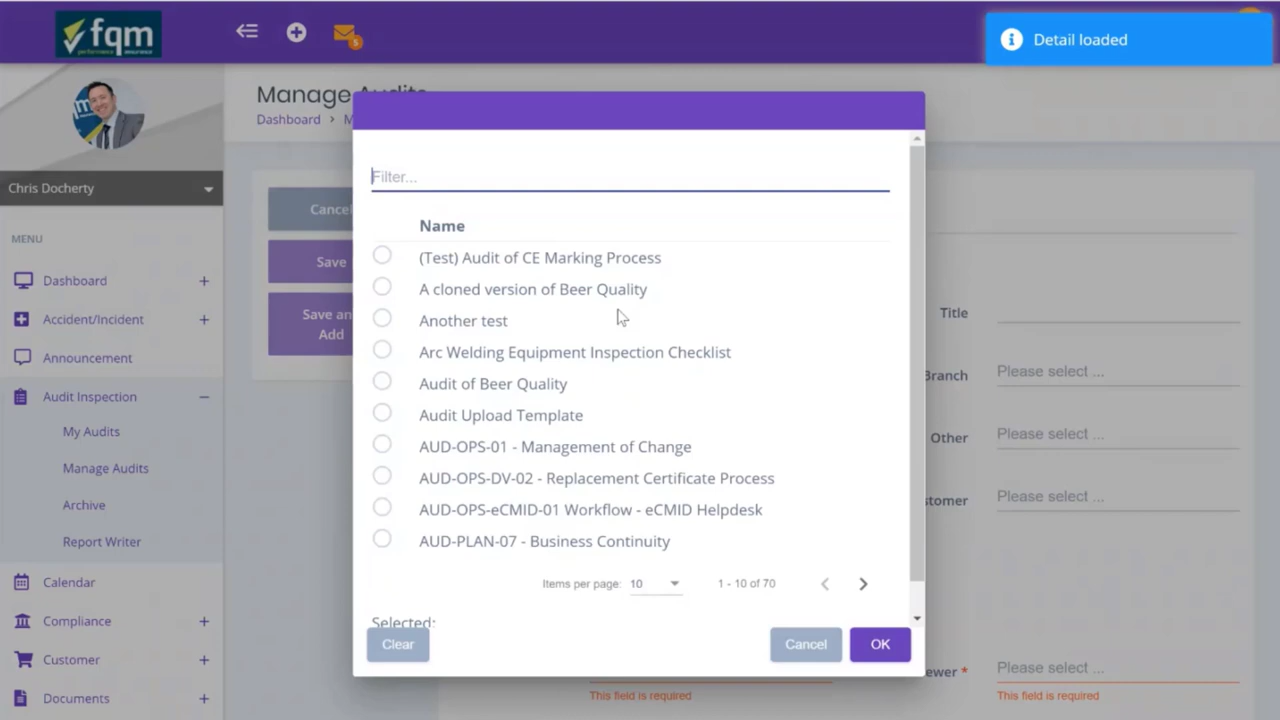 fqm
5
Detail loaded
Manage Audits
Dashboard > M
Chris Docherty
MENU
Dashboard +
Accident/Incident +
Announcement
Audit Inspection −
My Audits
Manage Audits
Archive
Report Writer
Calendar
Compliance +
Customer +
Documents +
Cancel
Save
Save an
Add
Filter...
Name
(Test) Audit of CE Marking Process
A cloned version of Beer Quality
Another test
Arc Welding Equipment Inspection Checklist
Audit of Beer Quality
Audit Upload Template
AUD-OPS-01 - Management of Change
AUD-OPS-DV-02 - Replacement Certificate Process
AUD-OPS-eCMID-01 Workflow - eCMID Helpdesk
AUD-PLAN-07 - Business Continuity
Items per page: 10 1 - 10 of 70
Selected:
Clear Cancel OK
Title
Branch Please select ...
Other Please select ...
stomer Please select ...
ewer * Please select ...
This field is required This field is required